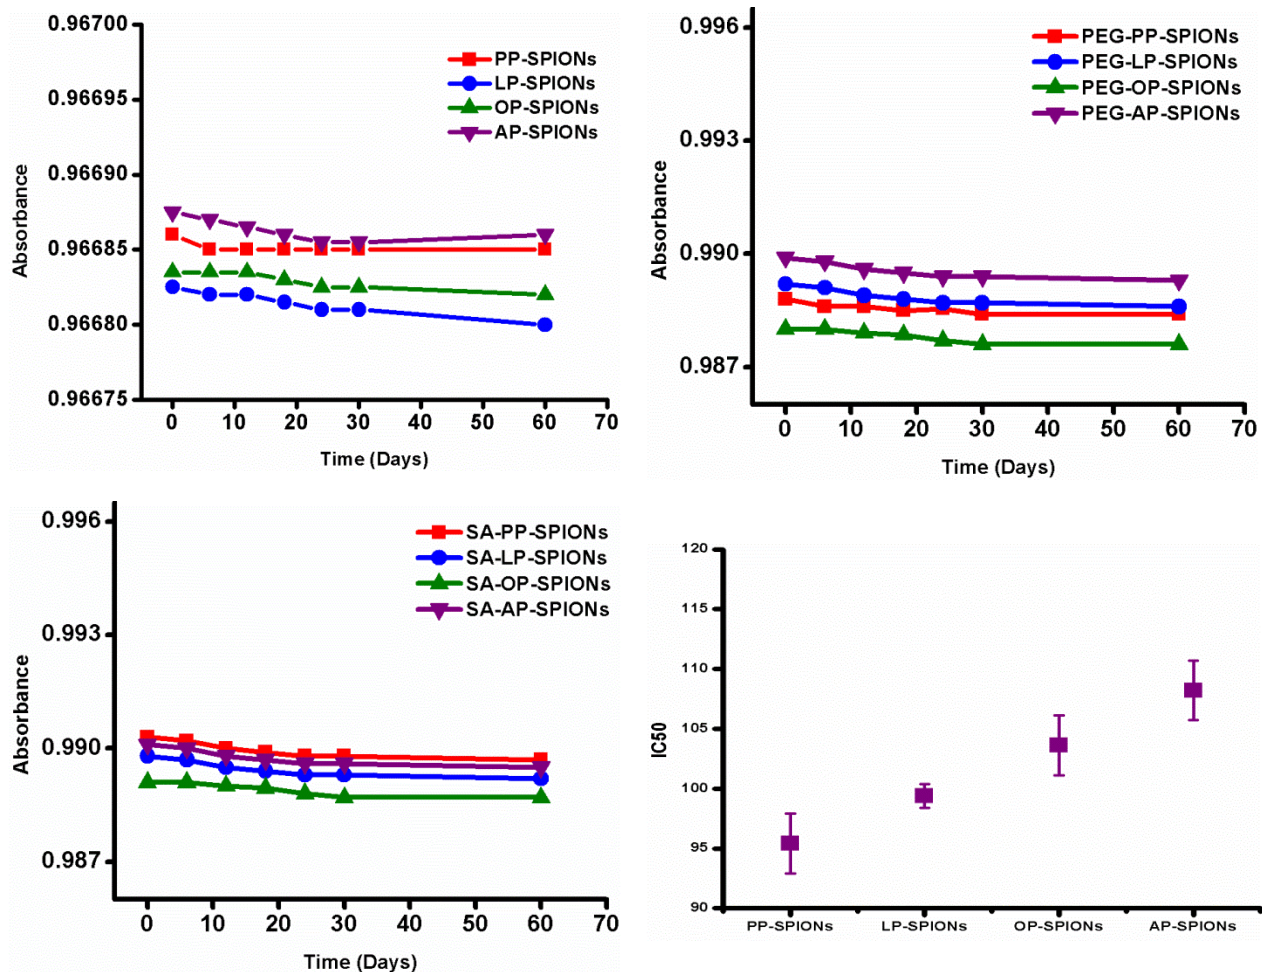 0.96700
0.96695
0.96690
0.96685
0.96680
0.96675
Absorbance
PP-SPIONs
LP-SPIONs
OP-SPIONs
AP-SPIONs
0 10 20 30 40 50 60 70
Time (Days)
0.996
0.993
0.990
0.987
Absorbance
PEG-PP-SPIONs
PEG-LP-SPIONs
PEG-OP-SPIONs
PEG-AP-SPIONs
0 10 20 30 40 50 60 70
Time (Days)
0.996
0.993
0.990
0.987
Absorbance
SA-PP-SPIONs
SA-LP-SPIONs
SA-OP-SPIONs
SA-AP-SPIONs
0 10 20 30 40 50 60 70
Time (Days)
120
115
110
105
100
95
90
IC50
PP-SPIONs LP-SPIONs OP-SPIONs AP-SPIONs